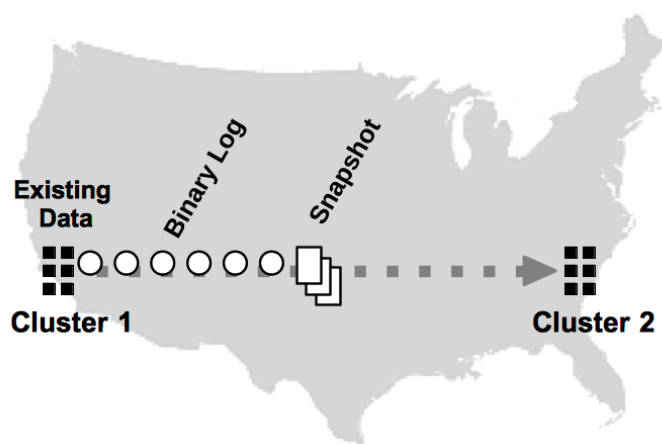 Binary Log
Snapshot
Existing
Data
Cluster 1
Cluster 2